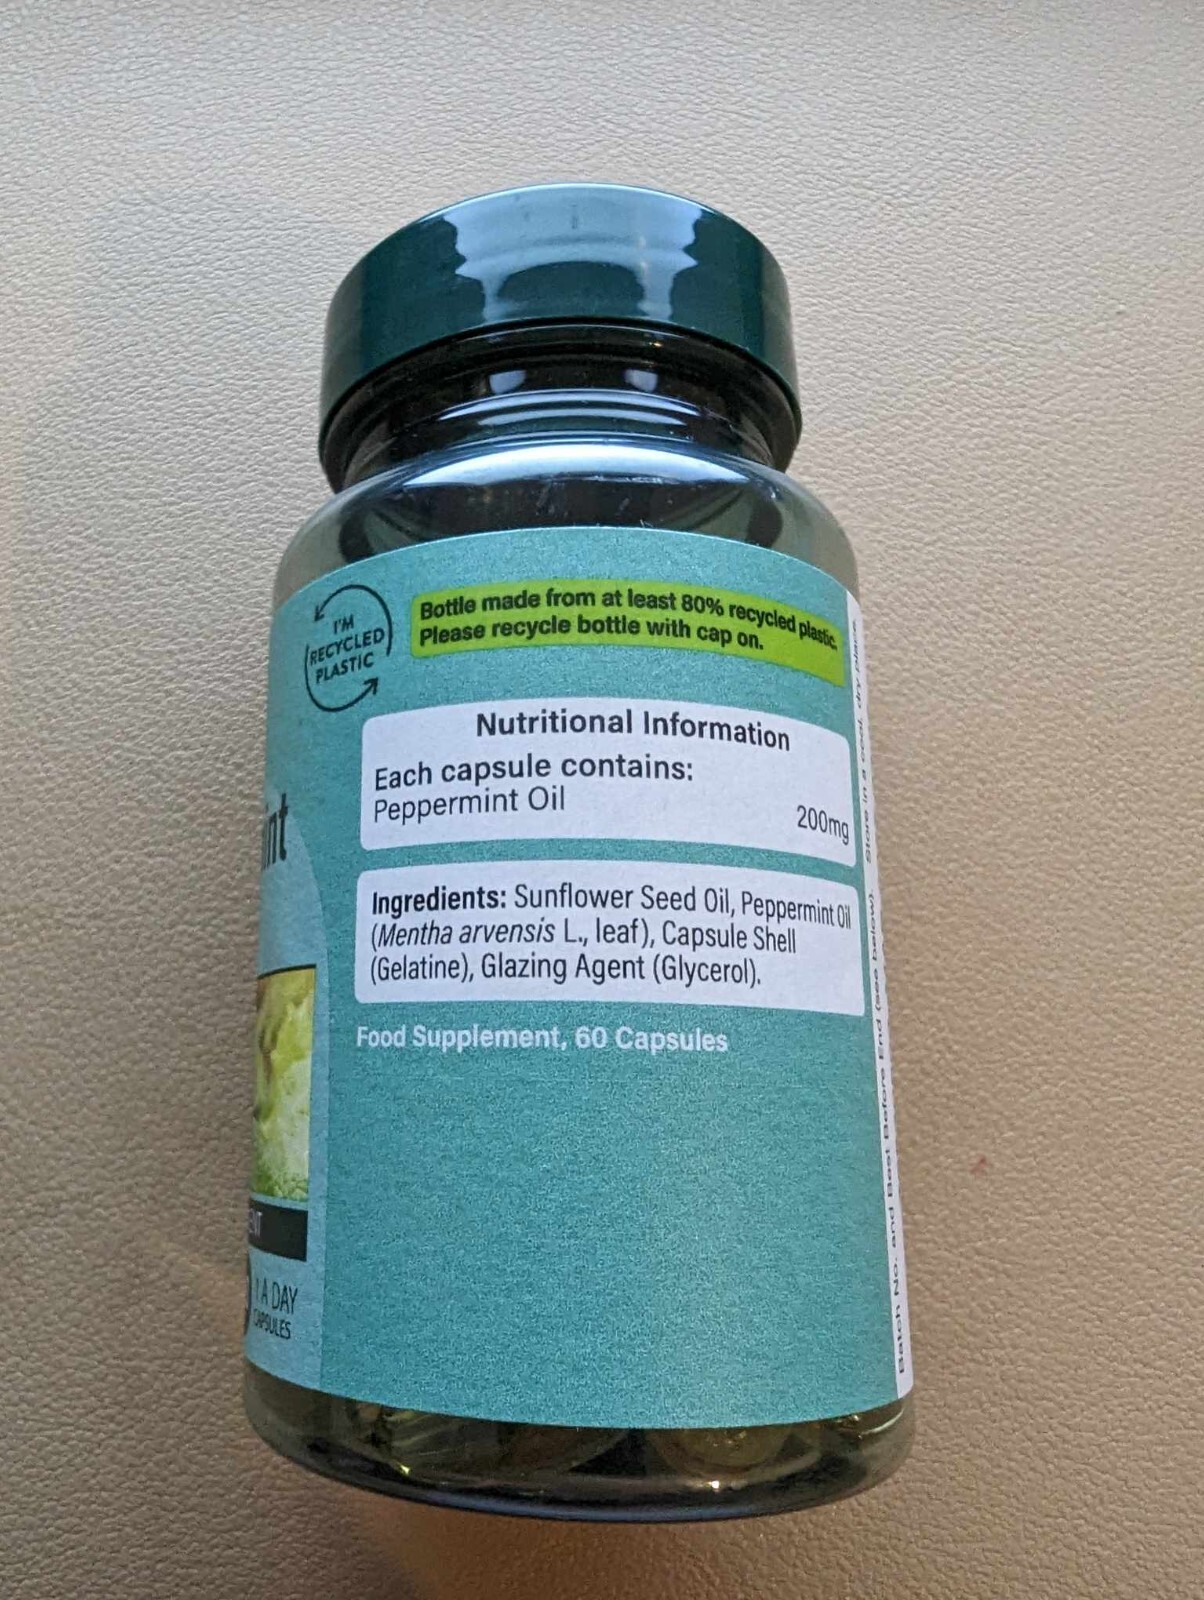 I'M
RECYCLED
PLASTIC
Bottle made from at least 80% recycled plastic.
Please recycle bottle with cap on.
Nutritional Information
Each capsule contains:
Peppermint Oil 200mg
Ingredients: Sunflower Seed Oil, Peppermint Oil
(Mentha arvensis L., leaf), Capsule Shell
(Gelatine), Glazing Agent (Glycerol).
Food Supplement, 60 Capsules
int
ENT
1 A DAY
CAPSULES
Batch No. and Best Before End (see below). Store in a cool, dry place.